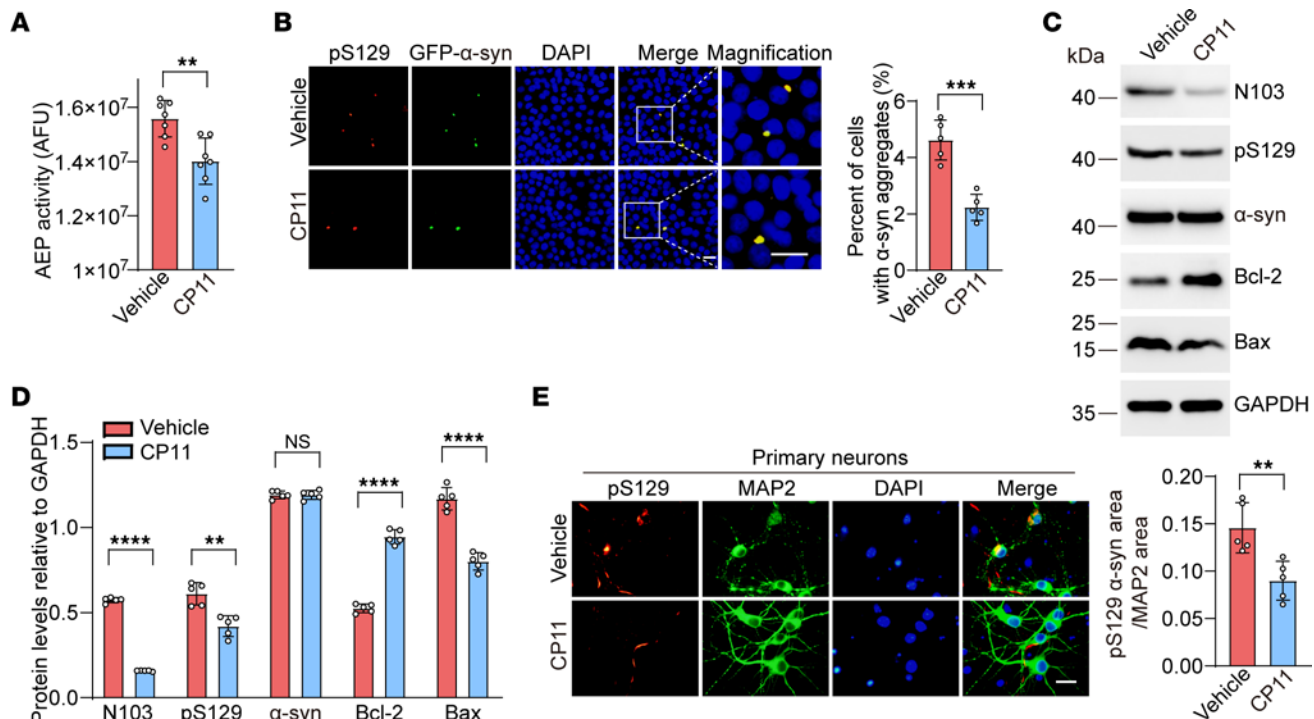 A
AEP activity (AFU)
1.6×10⁷
1.4×10⁷
1.2×10⁷
1×10⁷
**
Vehicle
CP11
B
pS129 GFP-α-syn DAPI Merge Magnification
Vehicle
CP11
Percent of cells
with α-syn aggregates (%)
6
4
2
0
***
Vehicle
CP11
C
kDa Vehicle CP11
40 N103
40 pS129
40 α-syn
25 Bcl-2
25
15 Bax
35 GAPDH
D
Protein levels relative to GAPDH
Vehicle
CP11
1.5
1.0
0.5
0.0
****
**
NS
****
****
N103 pS129 α-syn Bcl-2 Bax
E
Primary neurons
pS129 MAP2 DAPI Merge
Vehicle
CP11
pS129 α-syn area
/MAP2 area
0.20
0.15
0.10
0.05
0.00
**
Vehicle
CP11